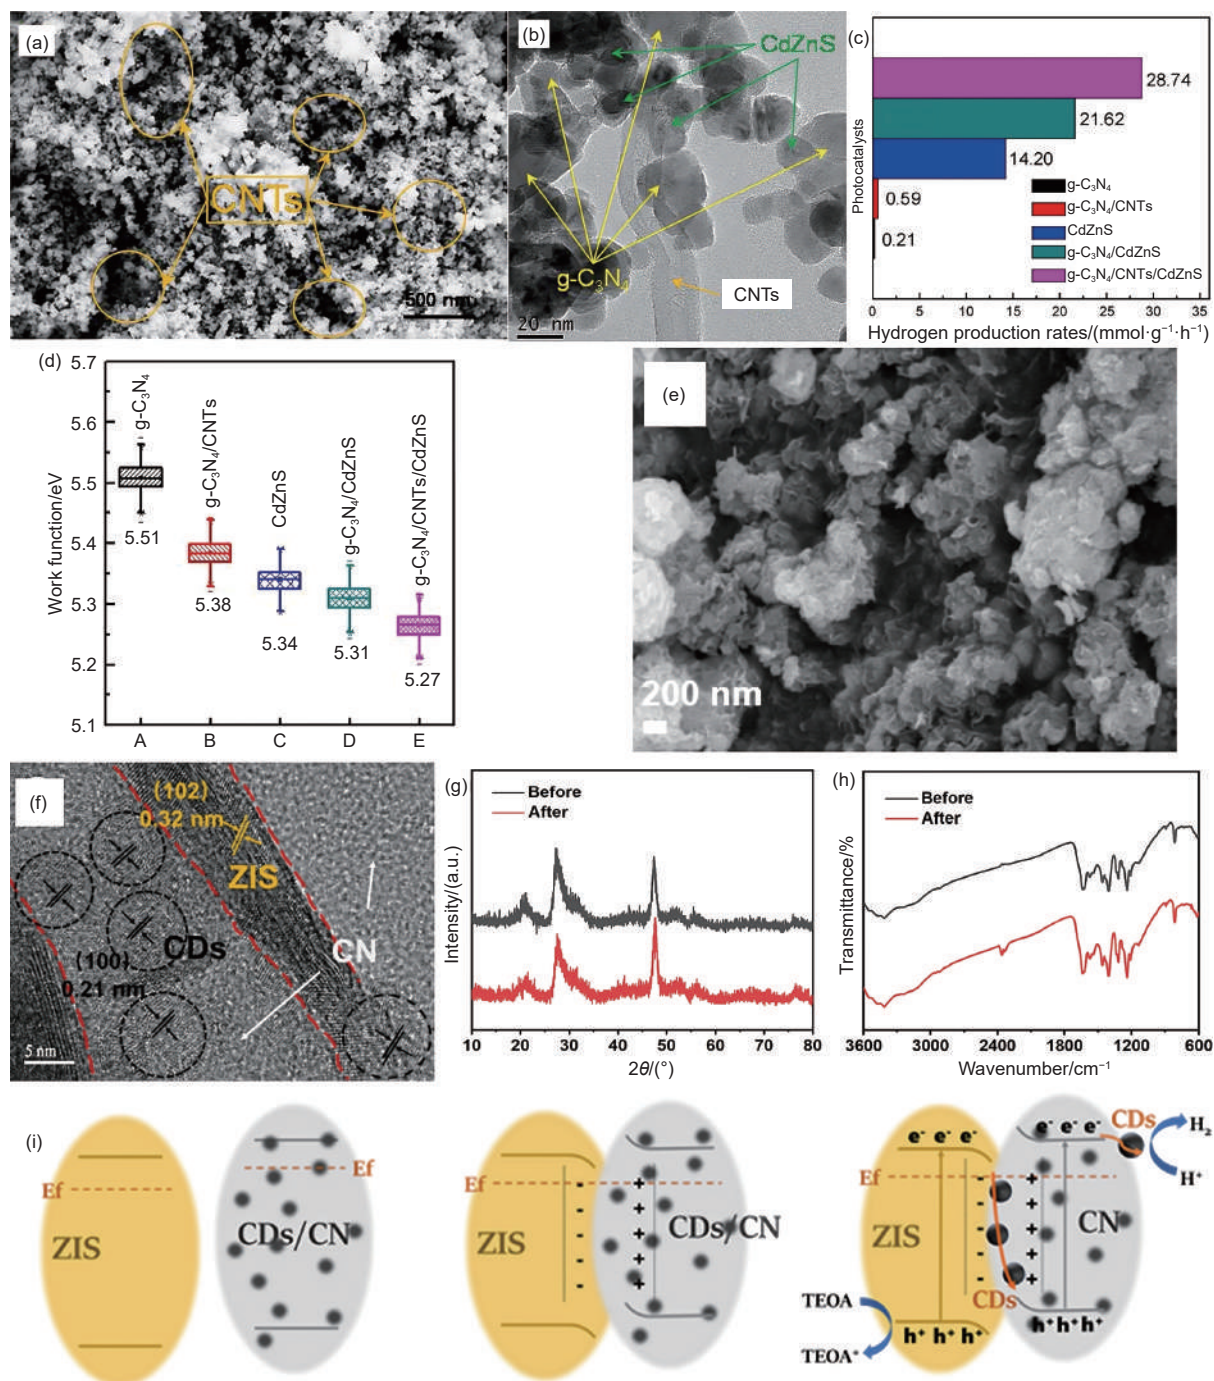 (a)
CNTs
500 nm
(b)
CdZnS
g-C₃N₄
CNTs
20 nm
(c)
Photocatalysts
28.74
21.62
14.20
0.59
0.21
g-C₃N₄
g-C₃N₄/CNTs
CdZnS
g-C₃N₄/CdZnS
g-C₃N₄/CNTs/CdZnS
0 5 10 15 20 25 30 35
Hydrogen production rates/(mmol·g⁻¹·h⁻¹)
(d)
Work function/eV
5.7
5.6
5.5
5.4
5.3
5.2
5.1
g-C₃N₄
g-C₃N₄/CNTs
CdZnS
g-C₃N₄/CdZnS
g-C₃N₄/CNTs/CdZnS
5.51
5.38
5.34
5.31
5.27
A B C D E
(e)
200 nm
(f)
(102)
0.32 nm
ZIS
CDs
CN
(100)
0.21 nm
5 nm
(g)
Before
After
Intensity/(a.u.)
10 20 30 40 50 60 70 80
2θ/(°)
(h)
Before
After
Transmittance/%
3600 3000 2400 1800 1200 600
Wavenumber/cm⁻¹
(i)
Ef
ZIS
Ef
CDs/CN
Ef
ZIS
- - - - - -
+ + + + + +
CDs/CN
e⁻ e⁻ e⁻
e⁻ e⁻ e⁻
CDs
H₂
H⁺
Ef
ZIS
- - - - - -
+ + + + + +
CN
CDs
TEOA
TEOA⁺
h⁺ h⁺ h⁺
h⁺ h⁺ h⁺